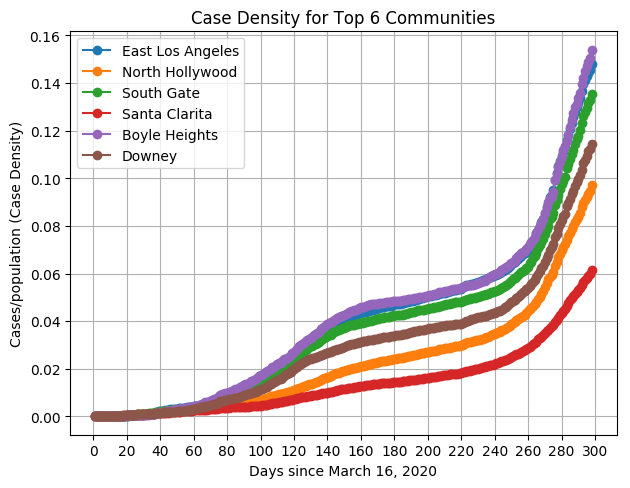 Case Density for Top 6 Communities
0.16
0.14
0.12
0.10
0.08
0.06
0.04
0.02
0.00
Cases/population (Case Density)
East Los Angeles
North Hollywood
South Gate
Santa Clarita
Boyle Heights
Downey
0 20 40 60 80 100 120 140 160 180 200 220 240 260 280 300
Days since March 16, 2020